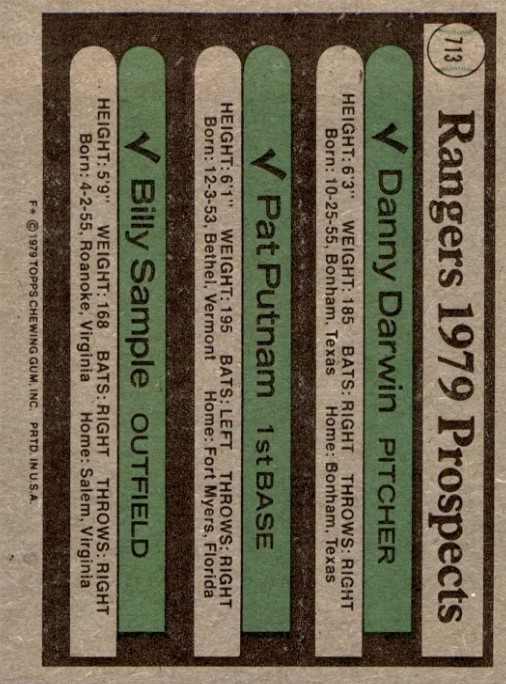 713
Rangers 1979 Prospects
✓ Danny Darwin PITCHER
HEIGHT: 6'3" WEIGHT: 185 BATS: RIGHT THROWS: RIGHT
Born: 10-25-55, Bonham, Texas Home: Bonham, Texas
✓ Pat Putnam 1st BASE
HEIGHT: 6'1" WEIGHT: 195 BATS: LEFT THROWS: RIGHT
Born: 12-3-53, Bethel, Vermont Home: Fort Myers, Florida
✓ Billy Sample OUTFIELD
HEIGHT: 5'9" WEIGHT: 168 BATS: RIGHT THROWS: RIGHT
Born: 4-2-55, Roanoke, Virginia Home: Salem, Virginia
F* © 1979 TOPPS CHEWING GUM, INC. PRTD. IN U.S.A.